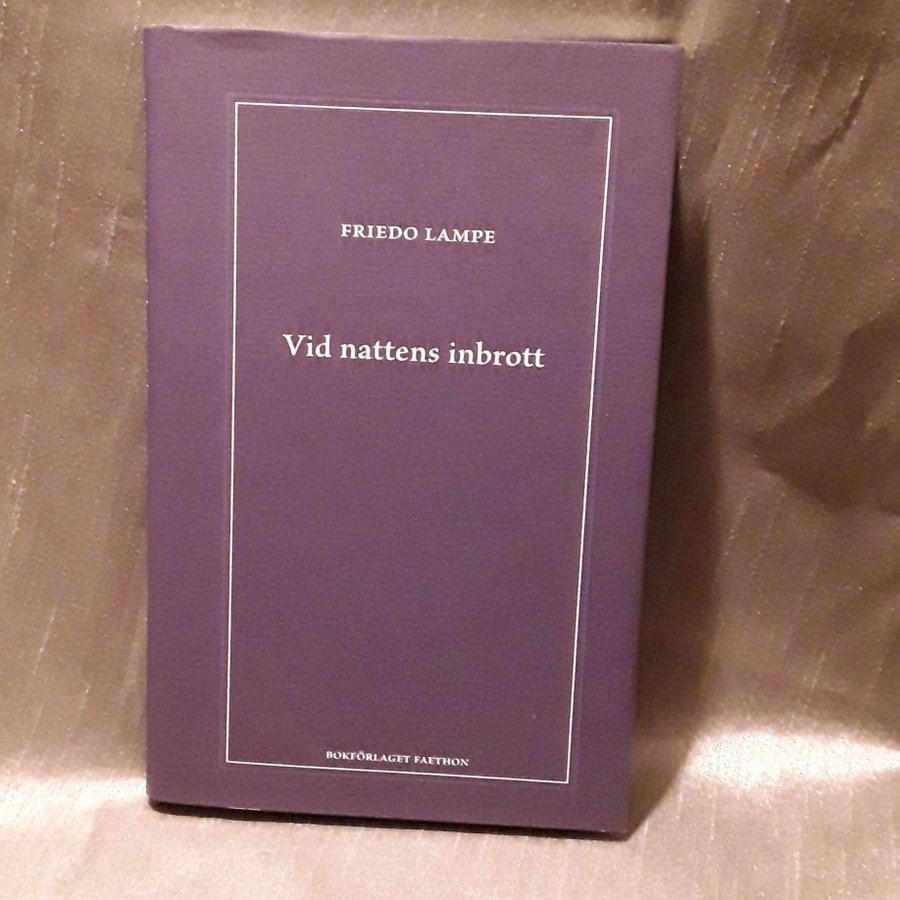 FRIEDO LAMPE
Vid nattens inbrott
BOKFÖRLAGET FAETHON